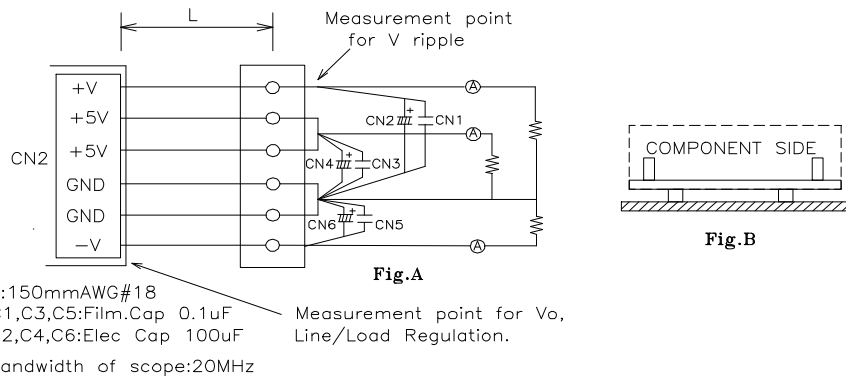 L
Measurement point
for V ripple
+V
+5V
+5V
GND
GND
-V
CN2
A
A
A
CN2
+
CN1
CN4
+
CN3
CN6
+
CN5
Fig.A
COMPONENT SIDE
Fig.B
:150mmAWG#18
1,C3,C5:Film.Cap 0.1uF
2,C4,C6:Elec Cap 100uF
andwidth of scope:20MHz
Measurement point for Vo,
Line/Load Regulation.